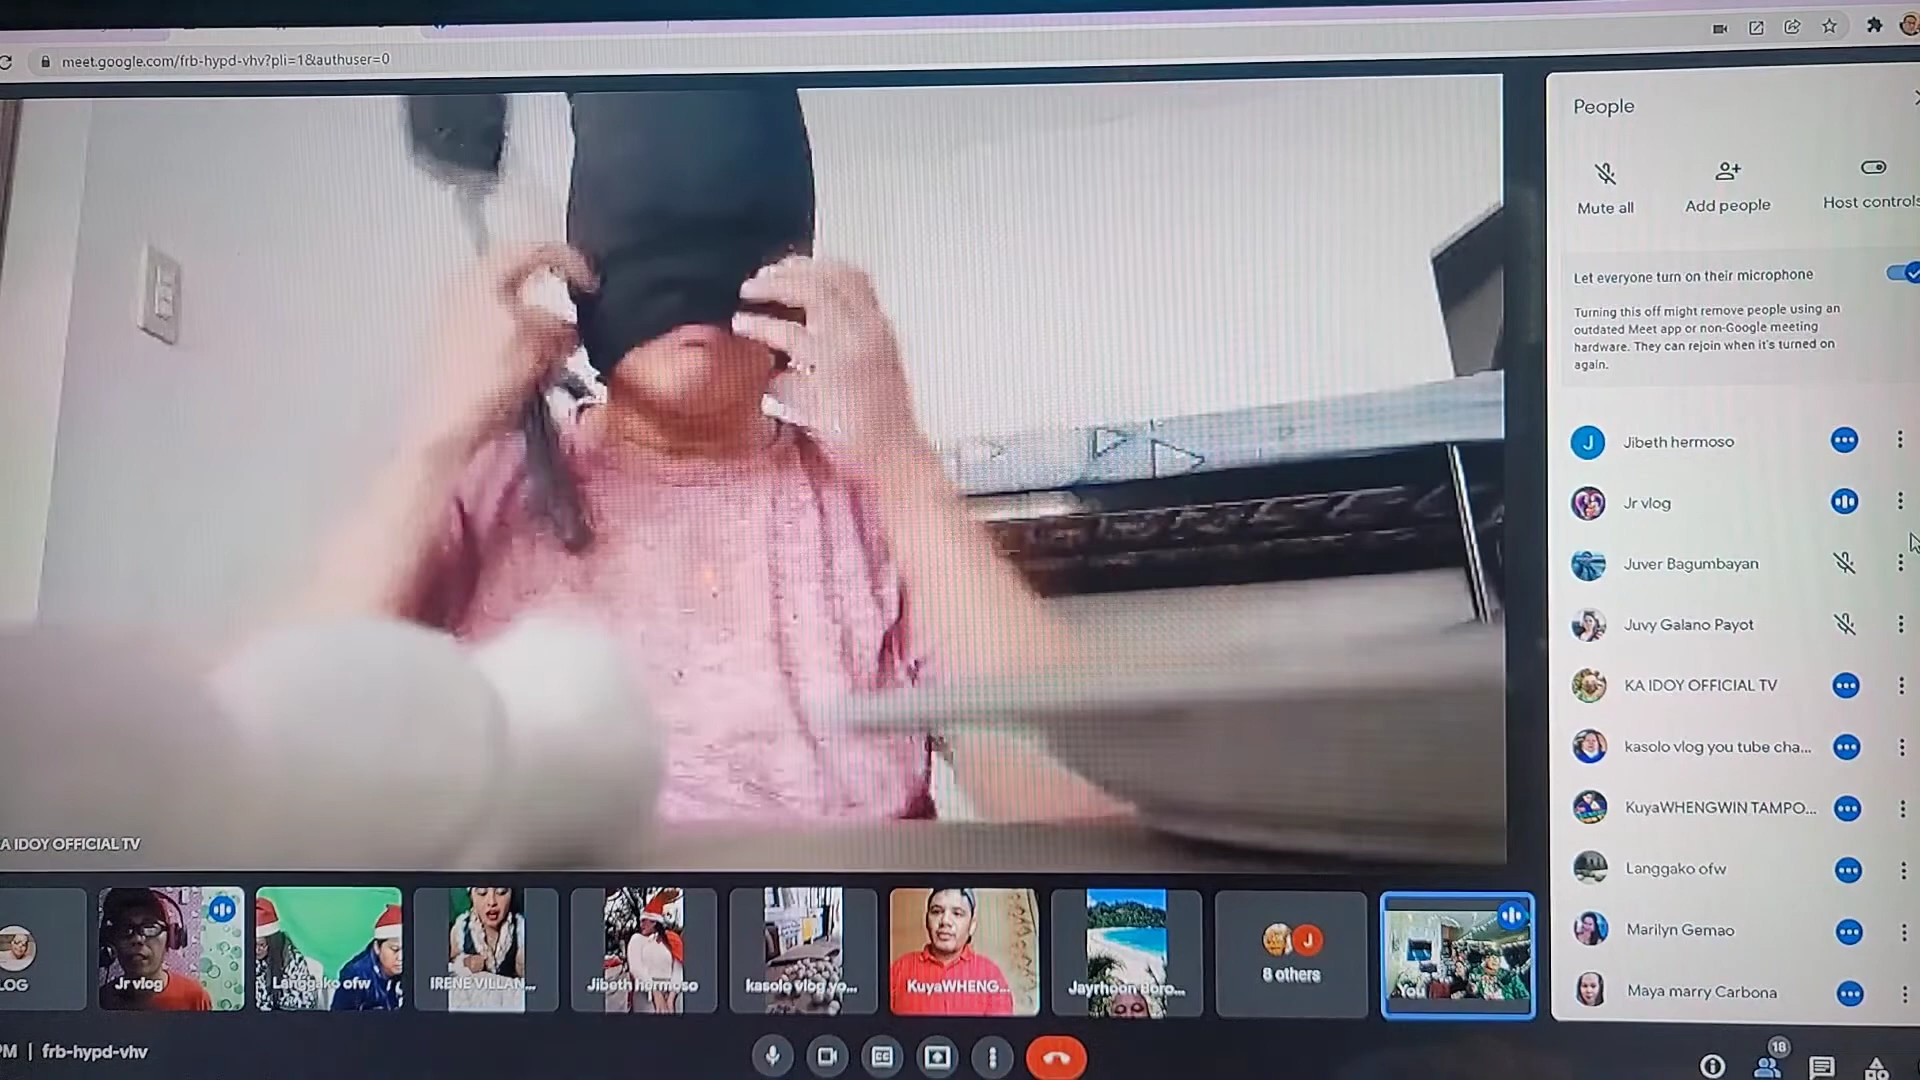 meet.google.com/frb-hypd-vhv?pli=1&authuser=0
People
Mute all
Add people
Host controls
Let everyone turn on their microphone
Turning this off might remove people using an
outdated Meet app or non-Google meeting
hardware. They can rejoin when it's turned on
again.
J Jibeth hermoso
Jr vlog
Juver Bagumbayan
Juvy Galano Payot
KA IDOY OFFICIAL TV
kasolo vlog you tube cha...
KuyaWHENGWIN TAMPO...
Langgako ofw
Marilyn Gemao
Maya marry Carbona
A IDOY OFFICIAL TV
LOG
Jr vlog
Langgako ofw
IRENE VILLAN...
Jibeth hermoso
kasolo vlog yo...
KuyaWHENG...
Jayrhoon Boro...
J
8 others
You
PM | frb-hypd-vhv
CC
18